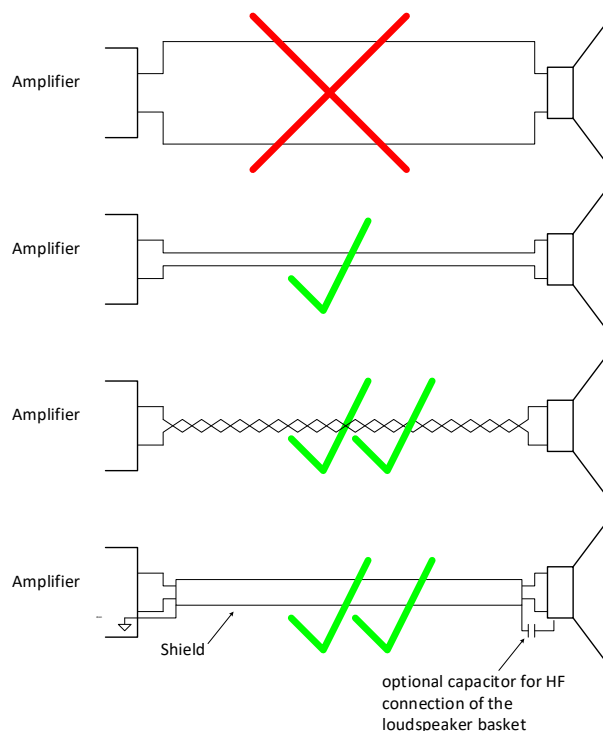 Amplifier
Amplifier
Amplifier
Amplifier
Shield
optional capacitor for HF
connection of the
loudspeaker basket